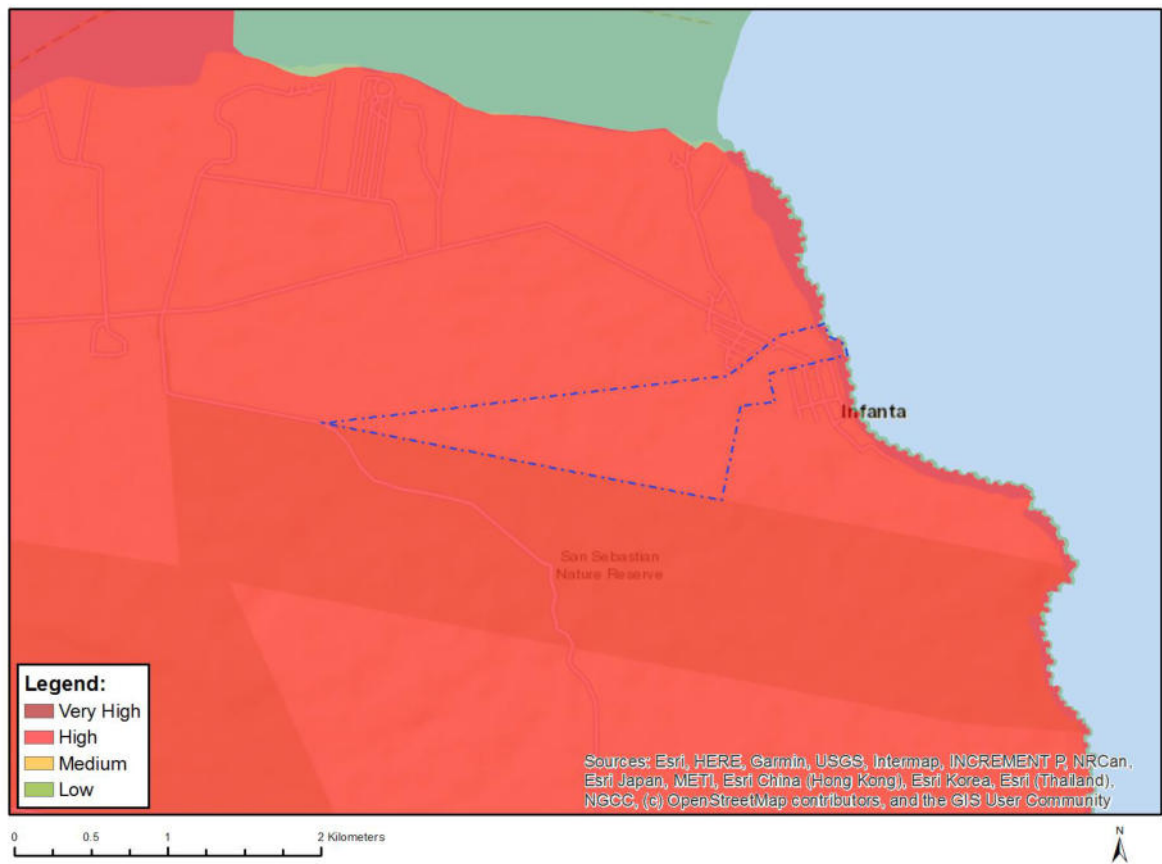 Infanta
San Sebastian
Nature Reserve
Legend:
Very High
High
Medium
Low
Sources: Esri, HERE, Garmin, USGS, Intermap, INCREMENT P, NRCan,
Esri Japan, METI, Esri China (Hong Kong), Esri Korea, Esri (Thailand),
NGCC, (c) OpenStreetMap contributors, and the GIS User Community
0 0.5 1 2 Kilometers
N